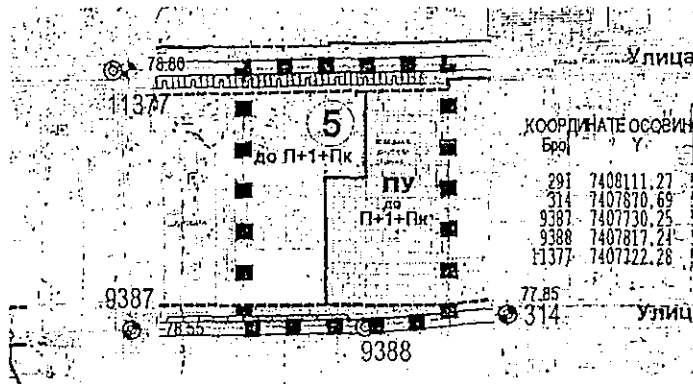 Улица
78.80
11377
5
до П+1+Пк
ПУ
до
П+1+Пк
КООРДИНАТЕ ОСОВИН
Број Y
291 7408111.27
314 7407870.69
9387 7407730.25
9388 7407817.21
11377 7407722.28
9387
78.55
9388
77.85
314
Улиц